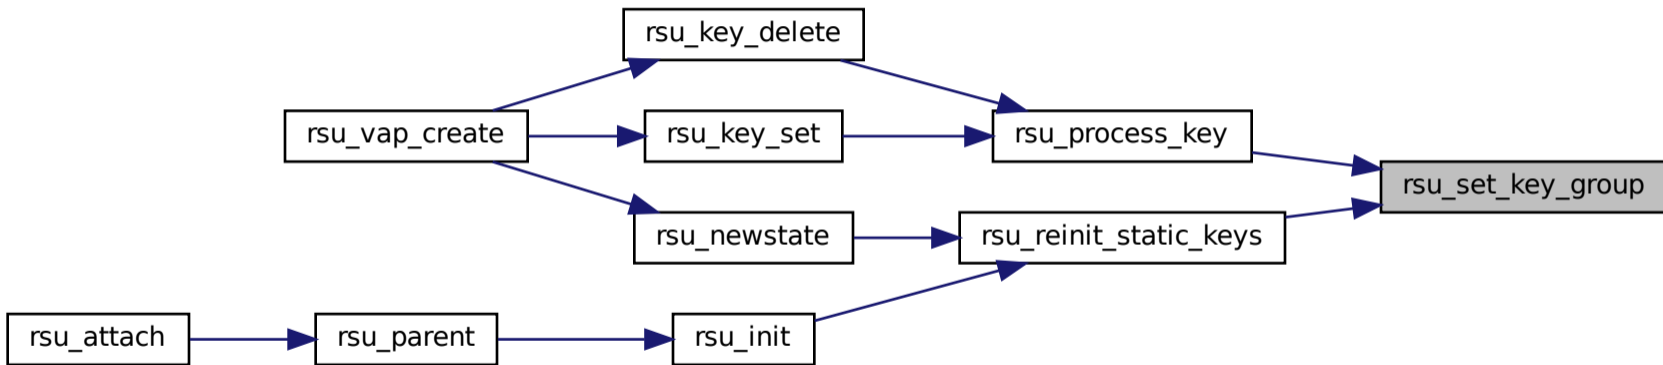 rsu_key_delete
rsu_vap_create
rsu_key_set
rsu_process_key
rsu_set_key_group
rsu_newstate
rsu_reinit_static_keys
rsu_attach
rsu_parent
rsu_init